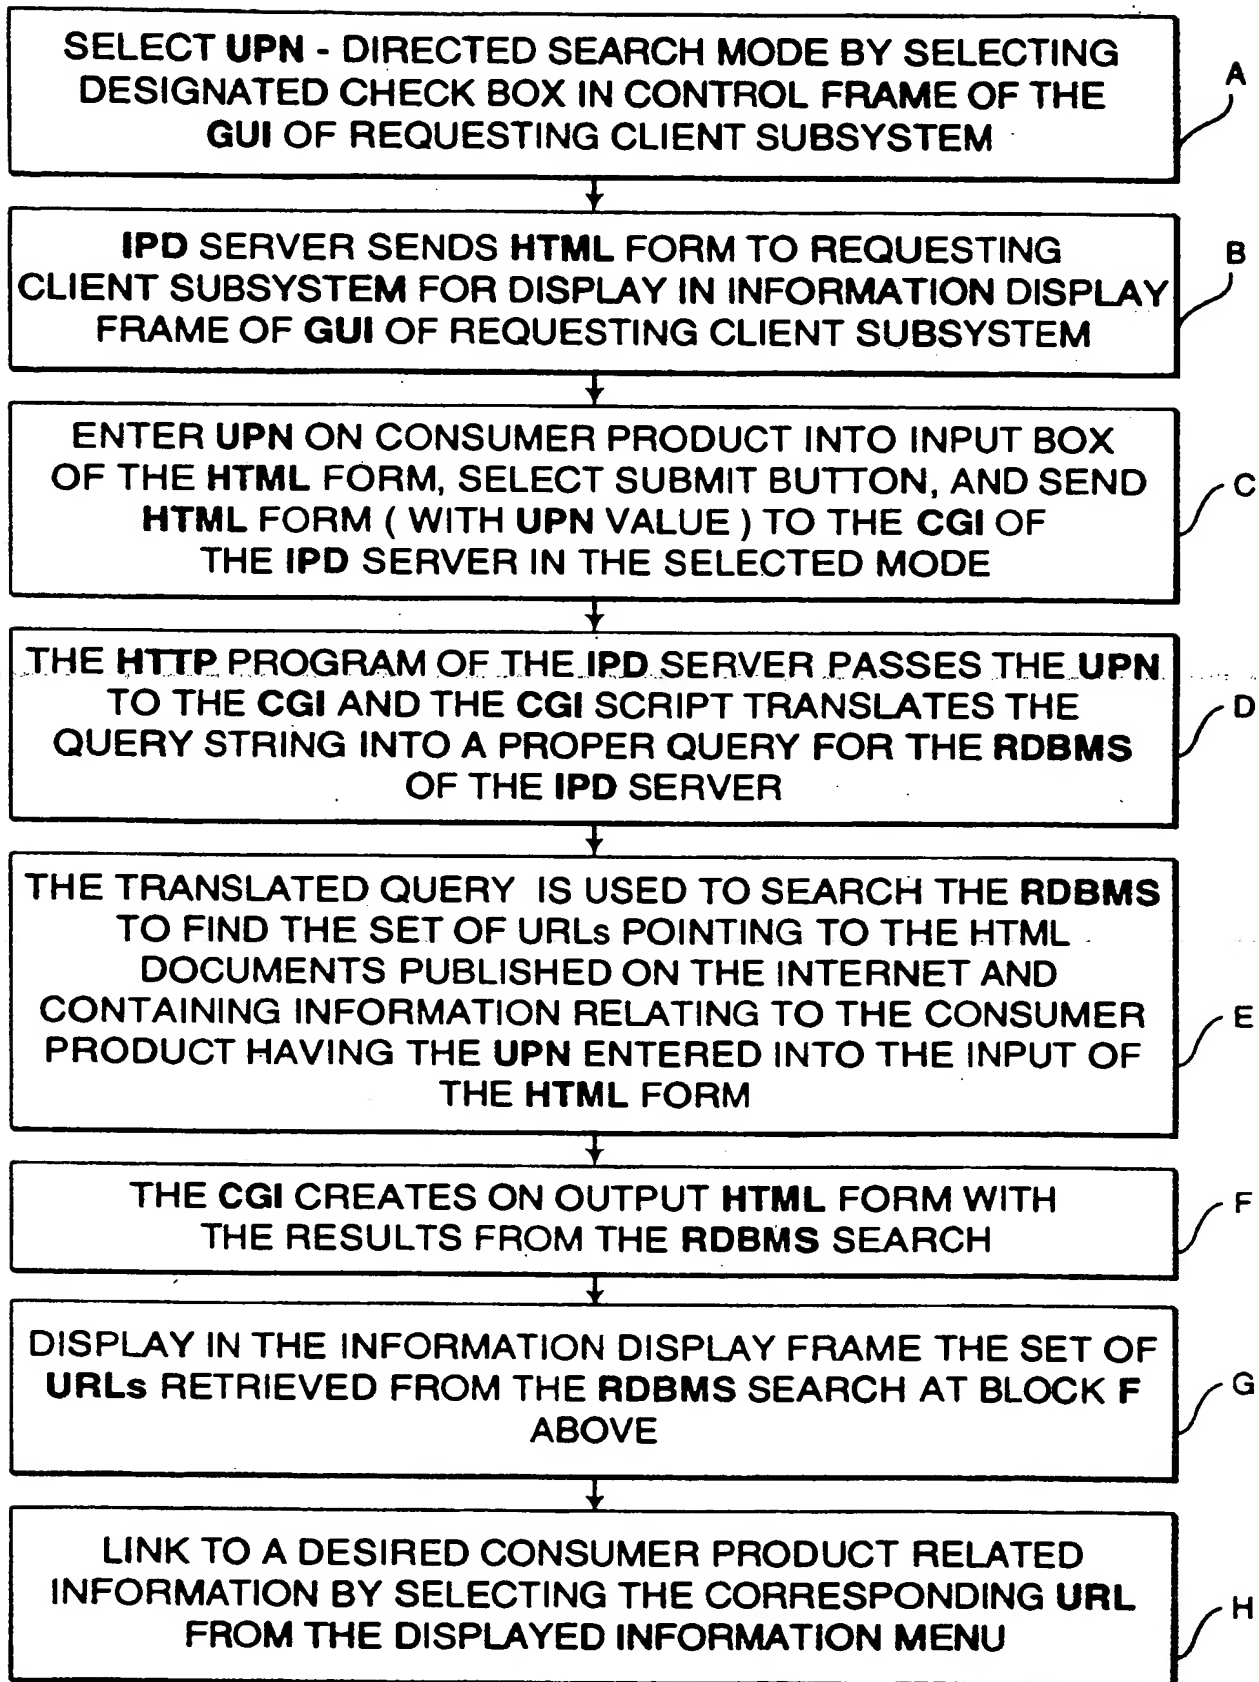 SELECT UPN - DIRECTED SEARCH MODE BY SELECTING
DESIGNATED CHECK BOX IN CONTROL FRAME OF THE
GUI OF REQUESTING CLIENT SUBSYSTEM
A
IPD SERVER SENDS HTML FORM TO REQUESTING
CLIENT SUBSYSTEM FOR DISPLAY IN INFORMATION DISPLAY
FRAME OF GUI OF REQUESTING CLIENT SUBSYSTEM
B
ENTER UPN ON CONSUMER PRODUCT INTO INPUT BOX
OF THE HTML FORM, SELECT SUBMIT BUTTON, AND SEND
HTML FORM ( WITH UPN VALUE ) TO THE CGI OF
THE IPD SERVER IN THE SELECTED MODE
C
THE HTTP PROGRAM OF THE IPD SERVER PASSES THE UPN
TO THE CGI AND THE CGI SCRIPT TRANSLATES THE
QUERY STRING INTO A PROPER QUERY FOR THE RDBMS
OF THE IPD SERVER
D
THE TRANSLATED QUERY IS USED TO SEARCH THE RDBMS
TO FIND THE SET OF URLs POINTING TO THE HTML
DOCUMENTS PUBLISHED ON THE INTERNET AND
CONTAINING INFORMATION RELATING TO THE CONSUMER
PRODUCT HAVING THE UPN ENTERED INTO THE INPUT OF
THE HTML FORM
E
THE CGI CREATES ON OUTPUT HTML FORM WITH
THE RESULTS FROM THE RDBMS SEARCH
F
DISPLAY IN THE INFORMATION DISPLAY FRAME THE SET OF
URLs RETRIEVED FROM THE RDBMS SEARCH AT BLOCK F
ABOVE
G
LINK TO A DESIRED CONSUMER PRODUCT RELATED
INFORMATION BY SELECTING THE CORRESPONDING URL
FROM THE DISPLAYED INFORMATION MENU
H